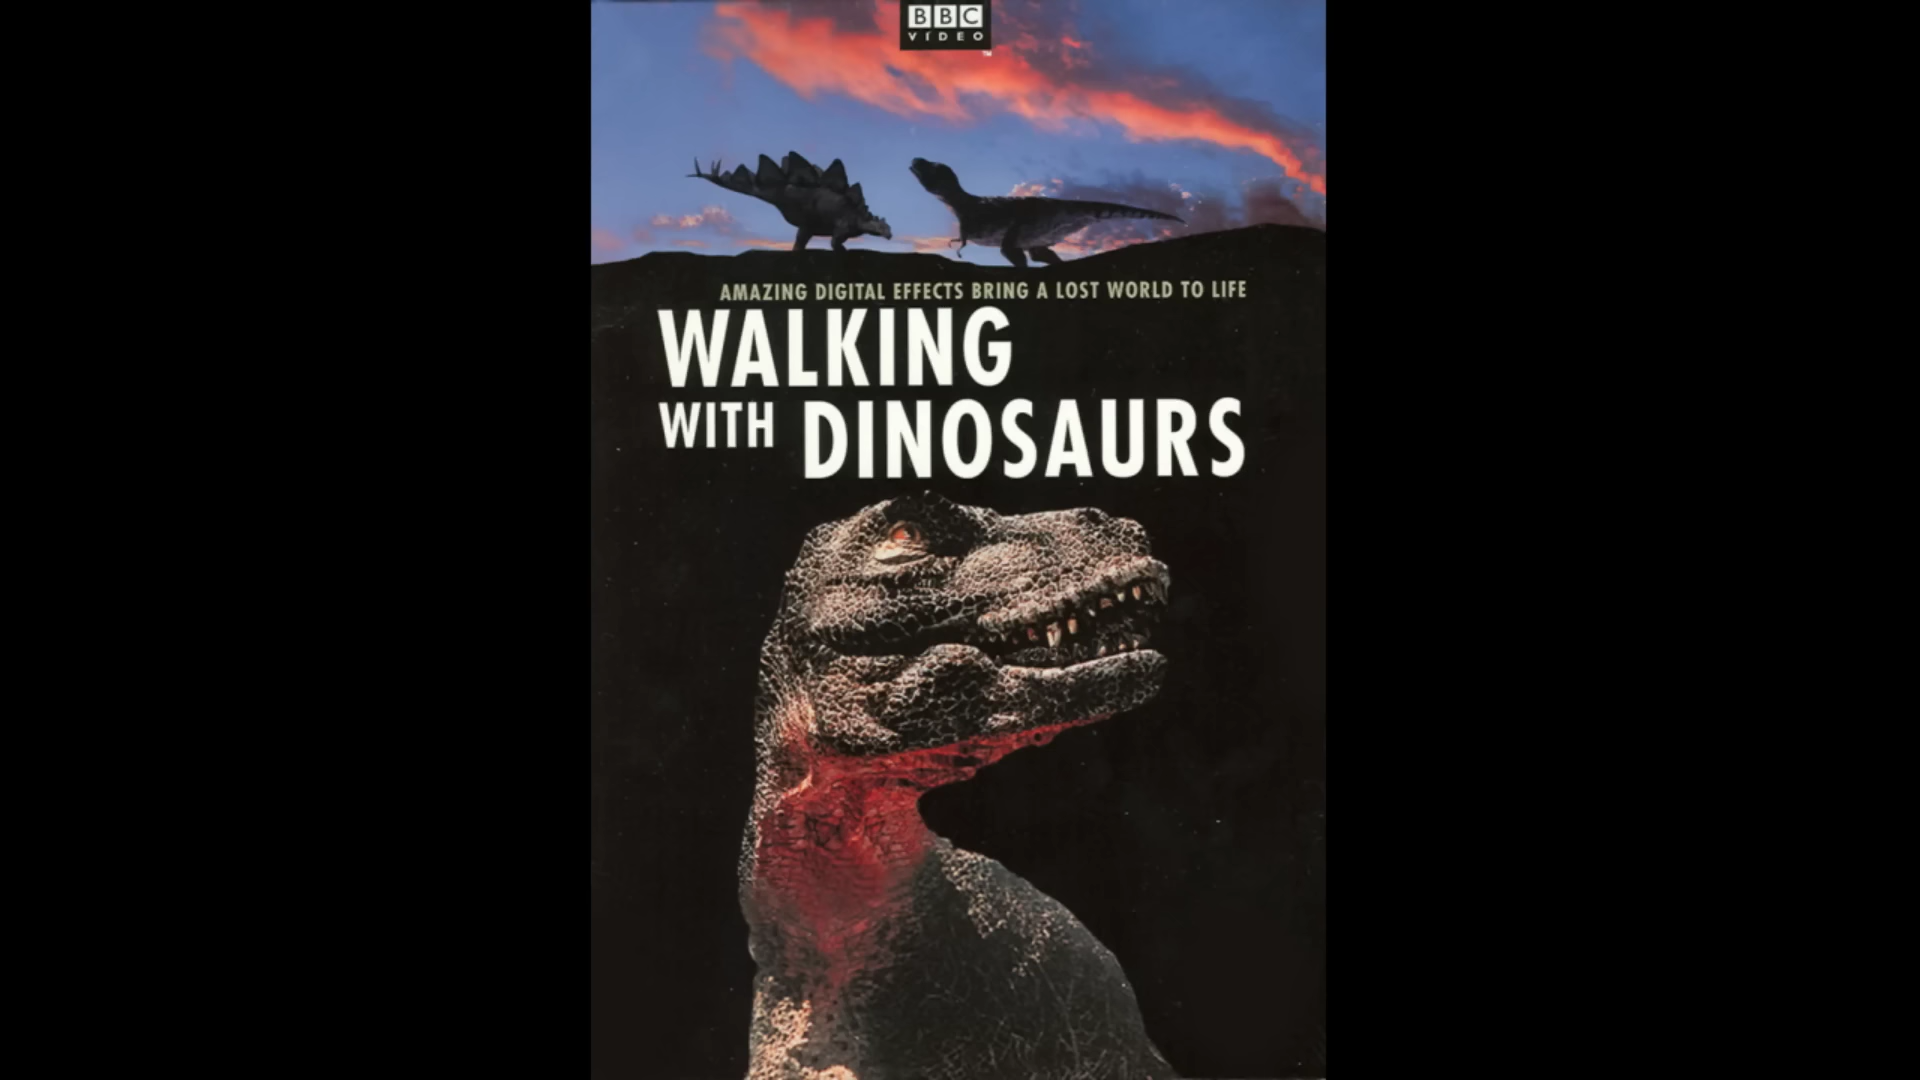 BBC
VIDEO
AMAZING DIGITAL EFFECTS BRING A LOST WORLD TO LIFE
WALKING
WITH DINOSAURS